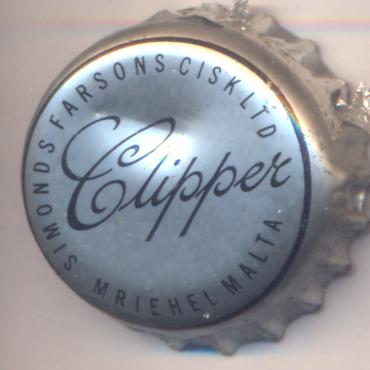 SIMONDS FARSONS CISK LTD
Clipper
MRIEHEL MALTA